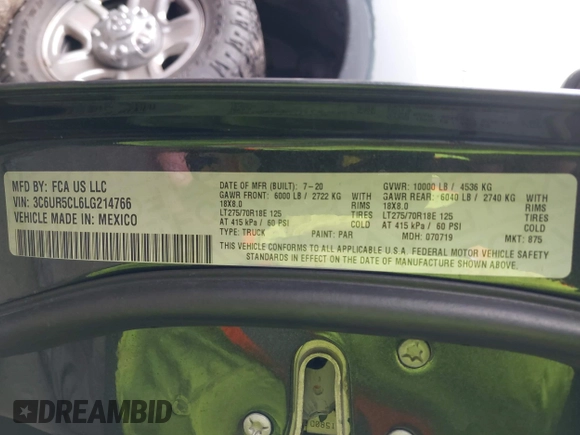 MFD BY: FCA US LLC
VIN: 3C6UR5CL6LG214766
VEHICLE MADE IN: MEXICO
DATE OF MFR (BUILT): 7-20 GVWR: 10000 LB / 4536 KG
GAWR FRONT: 6000 LB / 2722 KG WITH GAWR REAR: 6040 LB / 2740 KG WITH
18X8.0 RIMS 18X8.0 RIMS
LT275/70R18E 125 TIRES LT275/70R18E 125 TIRES
AT 415 kPa / 60 PSI COLD AT 415 kPa / 60 PSI COLD
TYPE: TRUCK PAINT: PAR MDH: 070719 MKT: 875
THIS VEHICLE CONFORMS TO ALL APPLICABLE U.S.A. FEDERAL MOTOR VEHICLE SAFETY
STANDARDS IN EFFECT ON THE DATE OF MANUFACTURE SHOWN ABOVE.
DREAMBID